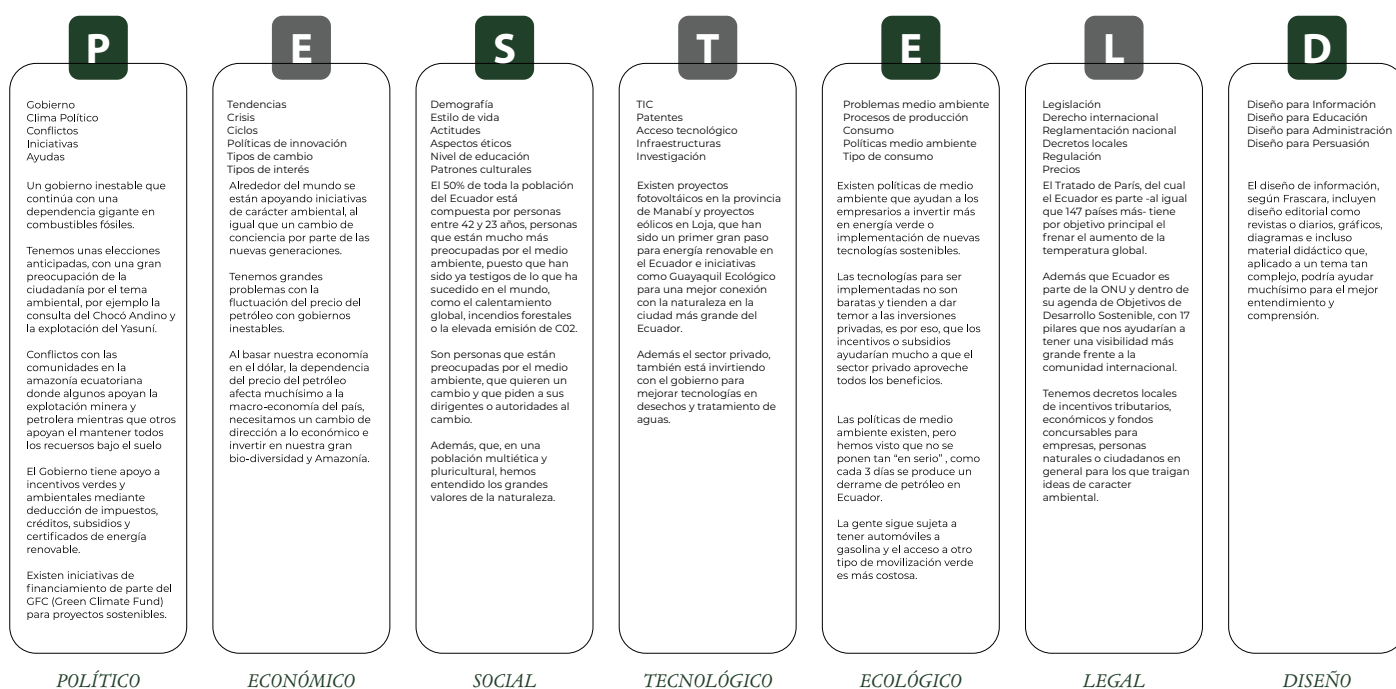 P
Gobierno
Clima Político
Conflictos
Iniciativas
Ayudas
Un gobierno inestable que
continúa con una
dependencia gigante en
combustibles fósiles.
Tenemos unas elecciones
anticipadas, con una gran
preocupación de la
ciudadanía por el tema
ambiental, por ejemplo la
consulta del Chocó Andino y
la explotación del Yasuní.
Conflictos con las
comunidades en la
amazonía ecuatoriana
donde algunos apoyan la
explotación minera y
petrolera mientras que otros
apoyan el mantener todos
los recuersos bajo el suelo
El Gobierno tiene apoyo a
incentivos verdes y
ambientales mediante
deducción de impuestos,
créditos, subsidios y
certificados de energía
renovable.
Existen iniciativas de
financiamiento de parte del
GFC (Green Climate Fund)
para proyectos sostenibles.
POLÍTICO
E
Tendencias
Crisis
Ciclos
Políticas de innovación
Tipos de cambio
Tipos de interés
Alrededor del mundo se
están apoyando iniciativas
de carácter ambiental, al
igual que un cambio de
conciencia por parte de las
nuevas generaciones.
Tenemos grandes
problemas con la
fluctuación del precio del
petróleo con gobiernos
inestables.
Al basar nuestra economía
en el dólar, la dependencia
del precio del petróleo
afecta muchísimo a la
macro-economía del país,
necesitamos un cambio de
dirección a lo económico e
invertir en nuestra gran
bio-diversidad y Amazonía.
ECONÓMICO
S
Demografía
Estilo de vida
Actitudes
Aspectos éticos
Nivel de educación
Patrones culturales
El 50% de toda la población
del Ecuador está
compuesta por personas
entre 42 y 23 años, personas
que están mucho más
preocupadas por el medio
ambiente, puesto que han
sido ya testigos de lo que ha
sucedido en el mundo,
como el calentamiento
global, incendios forestales
o la elevada emisión de C02.
Son personas que están
preocupadas por el medio
ambiente, que quieren un
cambio y que piden a sus
dirigentes o autoridades al
cambio.
Además, que, en una
población multiética y
pluricultural, hemos
entendido los grandes
valores de la naturaleza.
SOCIAL
T
TIC
Patentes
Acceso tecnológico
Infraestructuras
Investigación
Existen proyectos
fotovoltáicos en la provincia
de Manabí y proyectos
eólicos en Loja, que han
sido un primer gran paso
para energía renovable en
el Ecuador e iniciativas
como Guayaquil Ecológico
para una mejor conexión
con la naturaleza en la
ciudad más grande del
Ecuador.
Además el sector privado,
también está invirtiendo
con el gobierno para
mejorar tecnologías en
desechos y tratamiento de
aguas.
TECNOLÓGICO
E
Problemas medio ambiente
Procesos de producción
Consumo
Políticas medio ambiente
Tipo de consumo
Existen políticas de medio
ambiente que ayudan a los
empresarios a invertir más
en energía verde o
implementación de nuevas
tecnologías sostenibles.
Las tecnologías para ser
implementadas no son
baratas y tienden a dar
temor a las inversiones
privadas, es por eso, que los
incentivos o subsidios
ayudarían mucho a que el
sector privado aproveche
todos los beneficios.
Las políticas de medio
ambiente existen, pero
hemos visto que no se
ponen tan “en serio” , como
cada 3 días se produce un
derrame de petróleo en
Ecuador.
La gente sigue sujeta a
tener automóviles a
gasolina y el acceso a otro
tipo de movilización verde
es más costosa.
ECOLÓGICO
L
Legislación
Derecho internacional
Reglamentación nacional
Decretos locales
Regulación
Precios
El Tratado de París, del cual
el Ecuador es parte -al igual
que 147 países más- tiene
por objetivo principal el
frenar el aumento de la
temperatura global.
Además que Ecuador es
parte de la ONU y dentro de
su agenda de Objetivos de
Desarrollo Sostenible, con 17
pilares que nos ayudarían a
tener una visibilidad más
grande frente a la
comunidad internacional.
Tenemos decretos locales
de incentivos tributarios,
económicos y fondos
concursables para
empresas, personas
naturales o ciudadanos en
general para los que traigan
ideas de caracter
ambiental.
LEGAL
D
Diseño para Información
Diseño para Educación
Diseño para Administración
Diseño para Persuasión
El diseño de información,
según Frascara, incluyen
diseño editorial como
revistas o diarios, gráficos,
diagramas e incluso
material didáctico que,
aplicado a un tema tan
complejo, podría ayudar
muchísimo para el mejor
entendimiento y
comprensión.
DISEÑO